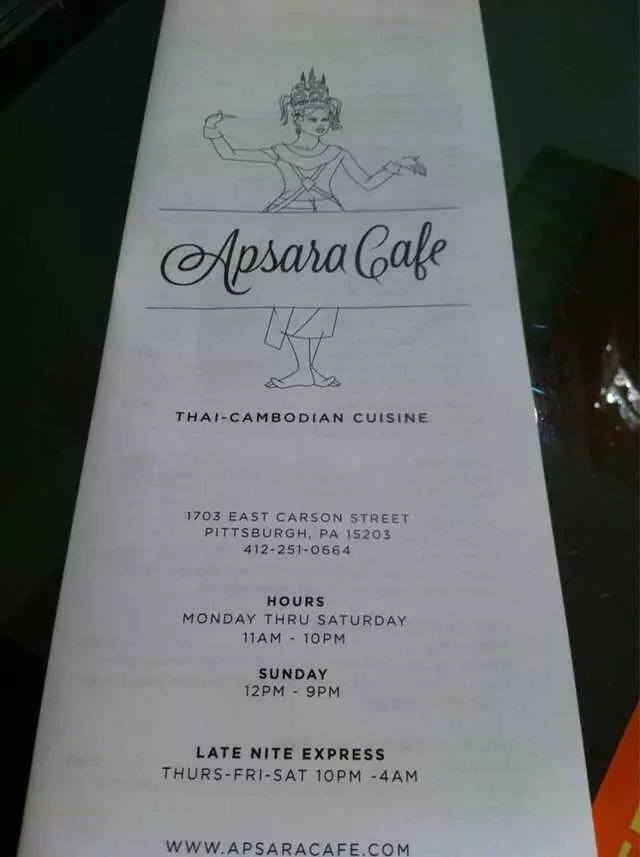 Apsara Cafe
THAI-CAMBODIAN CUISINE
1703 EAST CARSON STREET
PITTSBURGH, PA 15203
412-251-0664
HOURS
MONDAY THRU SATURDAY
11AM - 10PM
SUNDAY
12PM - 9PM
LATE NITE EXPRESS
THURS-FRI-SAT 10PM -4AM
WWW.APSARACAFE.COM